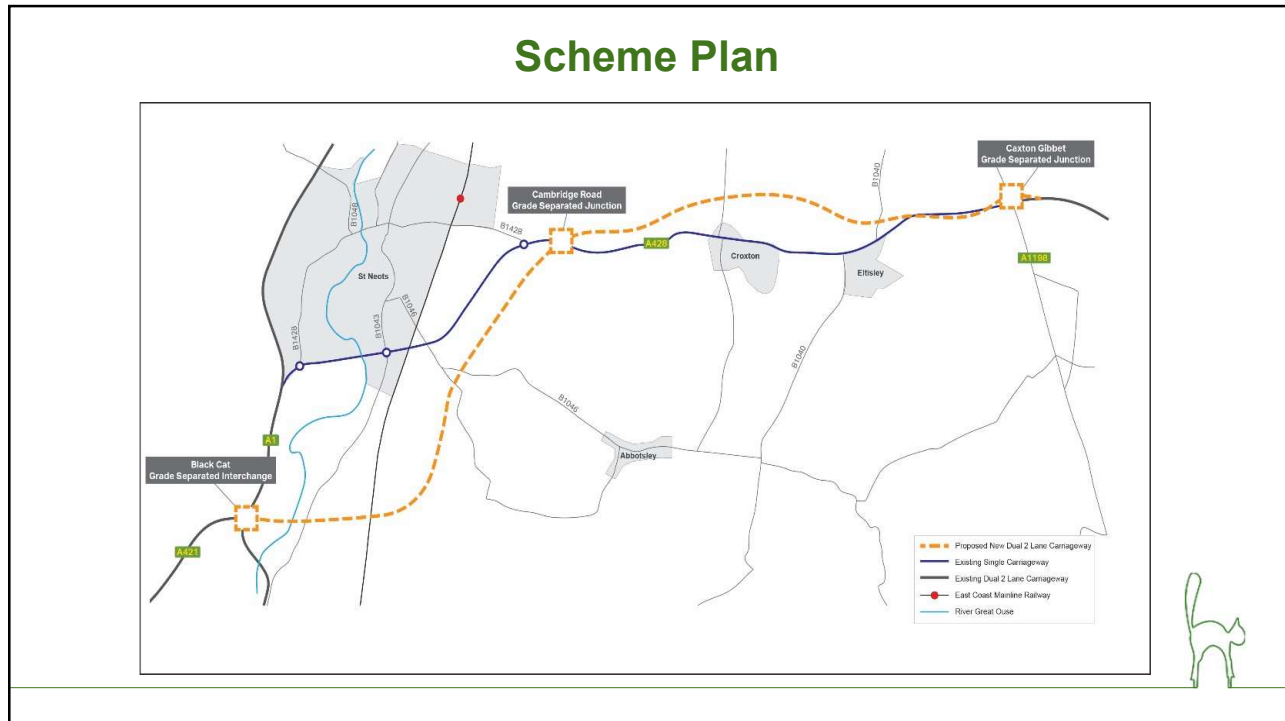 Scheme Plan
Caxton Gibbet
Grade Separated Junction
Cambridge Road
Grade Separated Junction
B1040
B1048
B1428
A428
St Neots
Croxton
Eltisley
A1198
B1046
B1043
B1428
B1040
B1046
A1
Abbotsley
Black Cat
Grade Separated Interchange
A421
Proposed New Dual 2 Lane Carriageway
Existing Single Carriageway
Existing Dual 2 Lane Carriageway
East Coast Mainline Railway
River Great Ouse